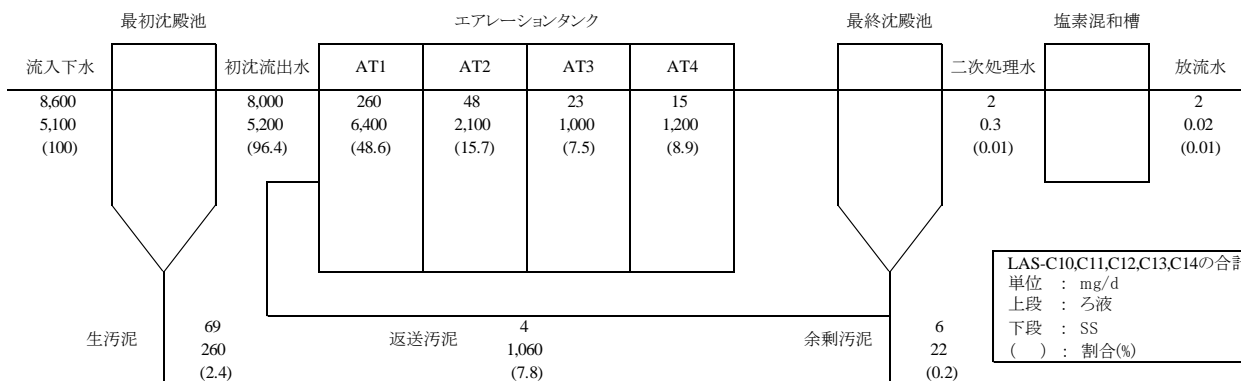 最初沈殿池 エアレーションタンク 最終沈殿池 塩素混和槽
流入下水 初沈流出水 AT1 AT2 AT3 AT4 二次処理水 放流水
8,600 8,000 260 48 23 15 2 2
5,100 5,200 6,400 2,100 1,000 1,200 0.3 0.02
(100) (96.4) (48.6) (15.7) (7.5) (8.9) (0.01) (0.01)
LAS-C10,C11,C12,C13,C14の合計
単位 : mg/d
上段 : ろ液
下段 : SS
( ) : 割合(%)
生汚泥 69 返送汚泥 4 余剰汚泥 6
260 1,060 22
(2.4) (7.8) (0.2)